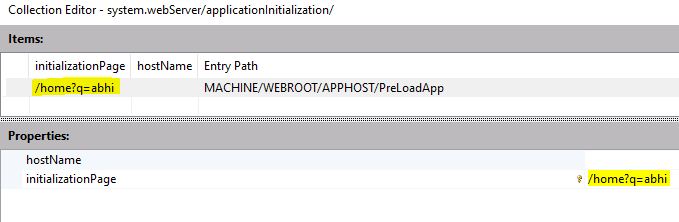 Collection Editor - system.webServer/applicationInitialization/
Items:
initializationPage hostName Entry Path
/home?q=abhi MACHINE/WEBROOT/APPHOST/PreLoadApp
Properties:
hostName
initializationPage /home?q=abhi